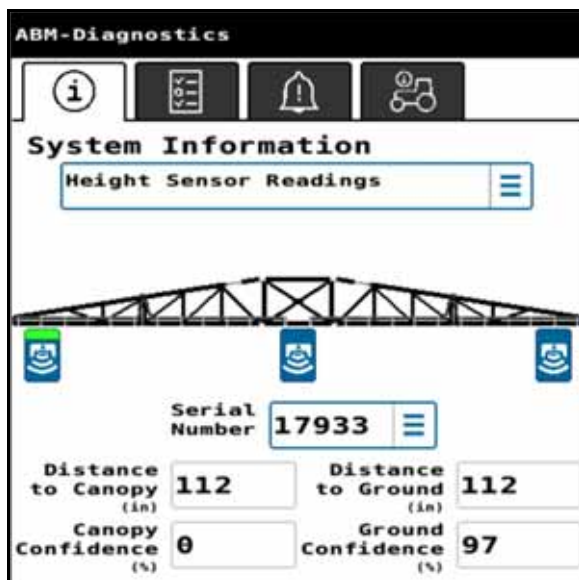 ABM-Diagnostics
System Information
Height Sensor Readings
Serial Number
17933
Distance to Canopy (in)
112
Distance to Ground (in)
112
Canopy Confidence (%)
0
Ground Confidence (%)
97